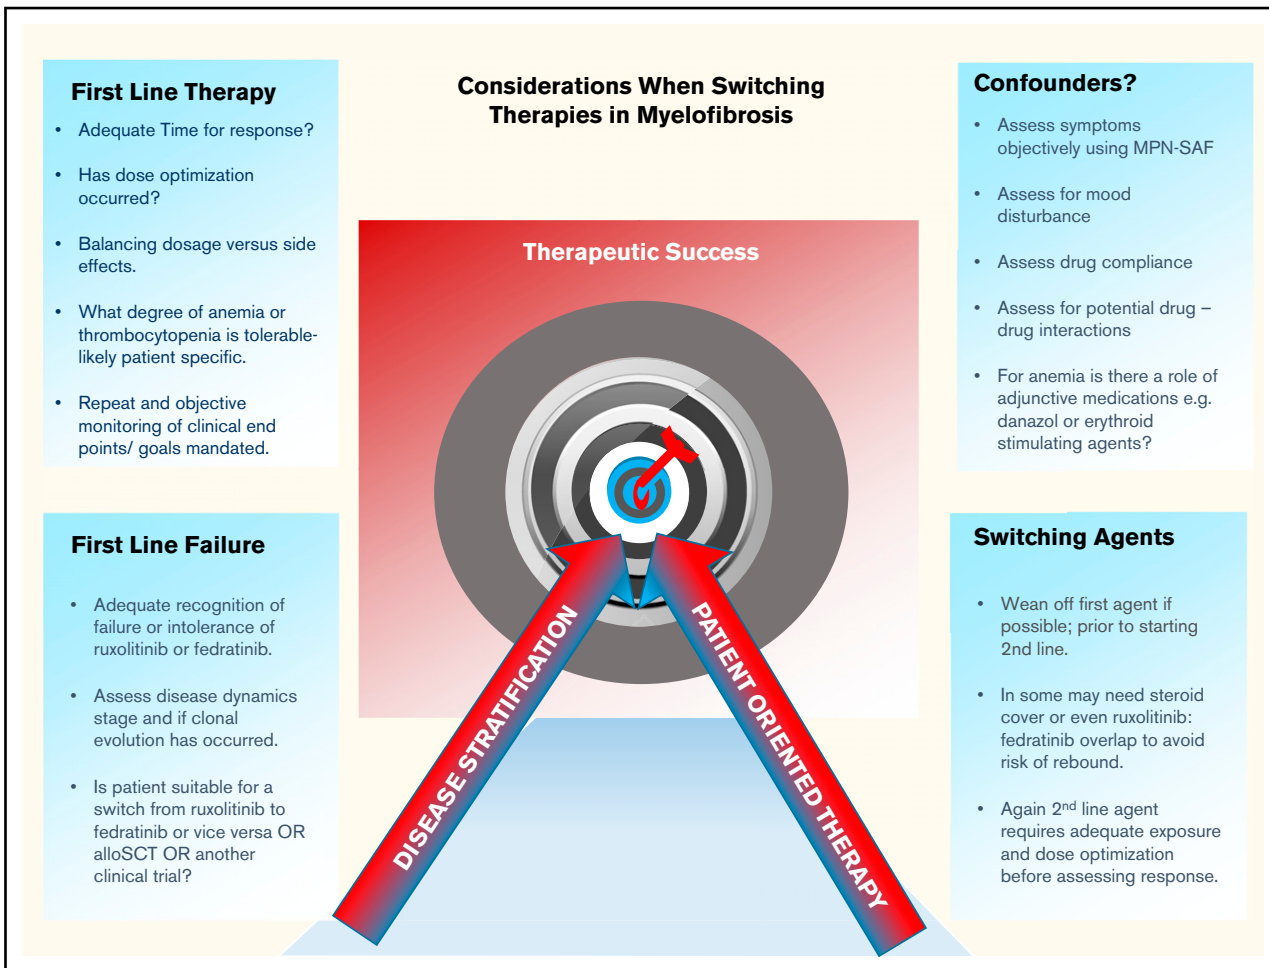 Considerations When Switching
Therapies in Myelofibrosis
First Line Therapy
• Adequate Time for response?
• Has dose optimization
occurred?
• Balancing dosage versus side
effects.
• What degree of anemia or
thrombocytopenia is tolerable-
likely patient specific.
• Repeat and objective
monitoring of clinical end
points/ goals mandated.
Confounders?
• Assess symptoms
objectively using MPN-SAF
• Assess for mood
disturbance
• Assess drug compliance
• Assess for potential drug –
drug interactions
• For anemia is there a role of
adjunctive medications e.g.
danazol or erythroid
stimulating agents?
Therapeutic Success
DISEASE STRATIFICATION
PATIENT ORIENTED THERAPY
First Line Failure
• Adequate recognition of
failure or intolerance of
ruxolitinib or fedratinib.
• Assess disease dynamics
stage and if clonal
evolution has occurred.
• Is patient suitable for a
switch from ruxolitinib to
fedratinib or vice versa OR
alloSCT OR another
clinical trial?
Switching Agents
• Wean off first agent if
possible; prior to starting
2nd line.
• In some may need steroid
cover or even ruxolitinib:
fedratinib overlap to avoid
risk of rebound.
• Again 2nd line agent
requires adequate exposure
and dose optimization
before assessing response.